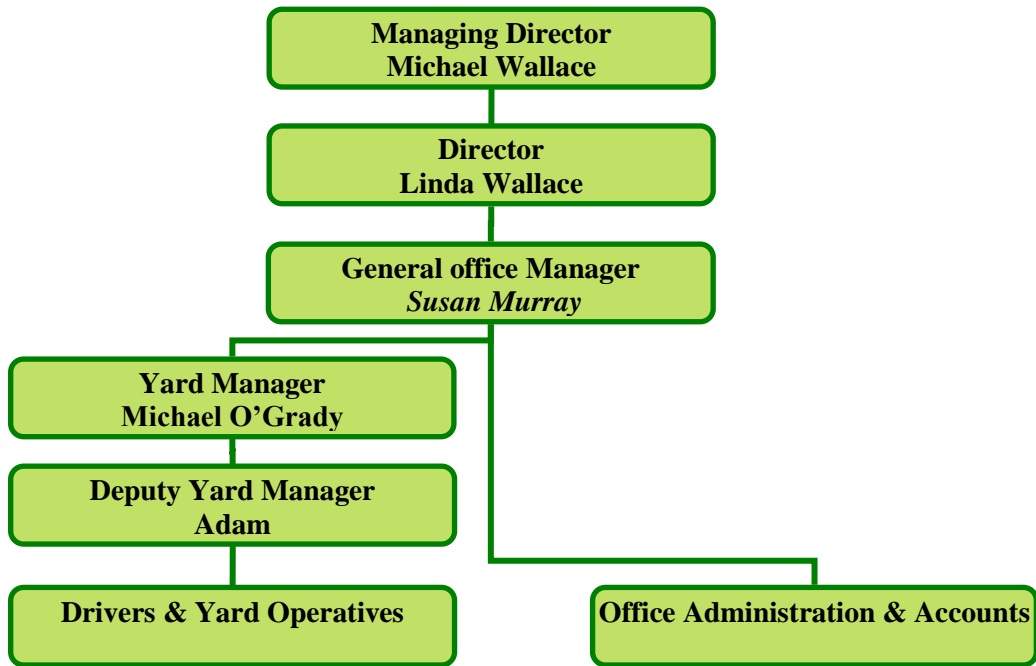 Managing Director
Michael Wallace
Director
Linda Wallace
General office Manager
Susan Murray
Yard Manager
Michael O’Grady
Deputy Yard Manager
Adam
Drivers & Yard Operatives
Office Administration & Accounts